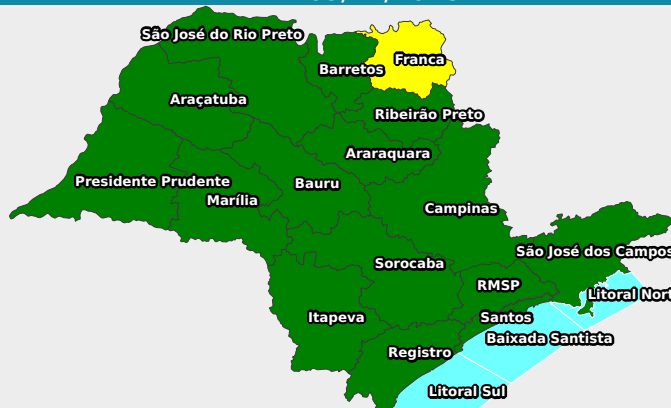 São José do Rio Preto
Franca
Barretos
Araçatuba
Ribeirão Preto
Araraquara
Presidente Prudente
Bauru
Marília
Campinas
São José dos Campos
Sorocaba
RMSP
Litoral Nort
Itapeva
Santos
Baixada Santista
Registro
Litoral Sul